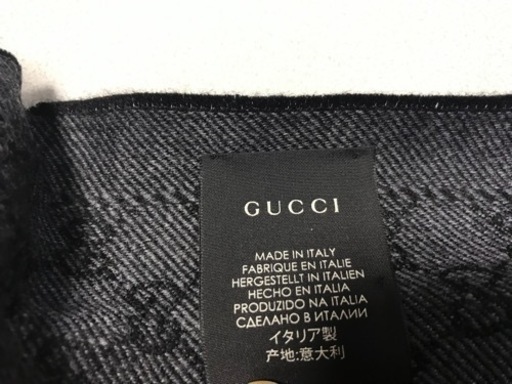 GUCCI
MADE IN ITALY
FABRIQUE EN ITALIE
HERGESTELLT IN ITALIEN
HECHO EN ITALIA
PRODUZIDO NA ITALIA
СДЕЛАНО В ИТАЛИИ
イタリア製
产地:意大利